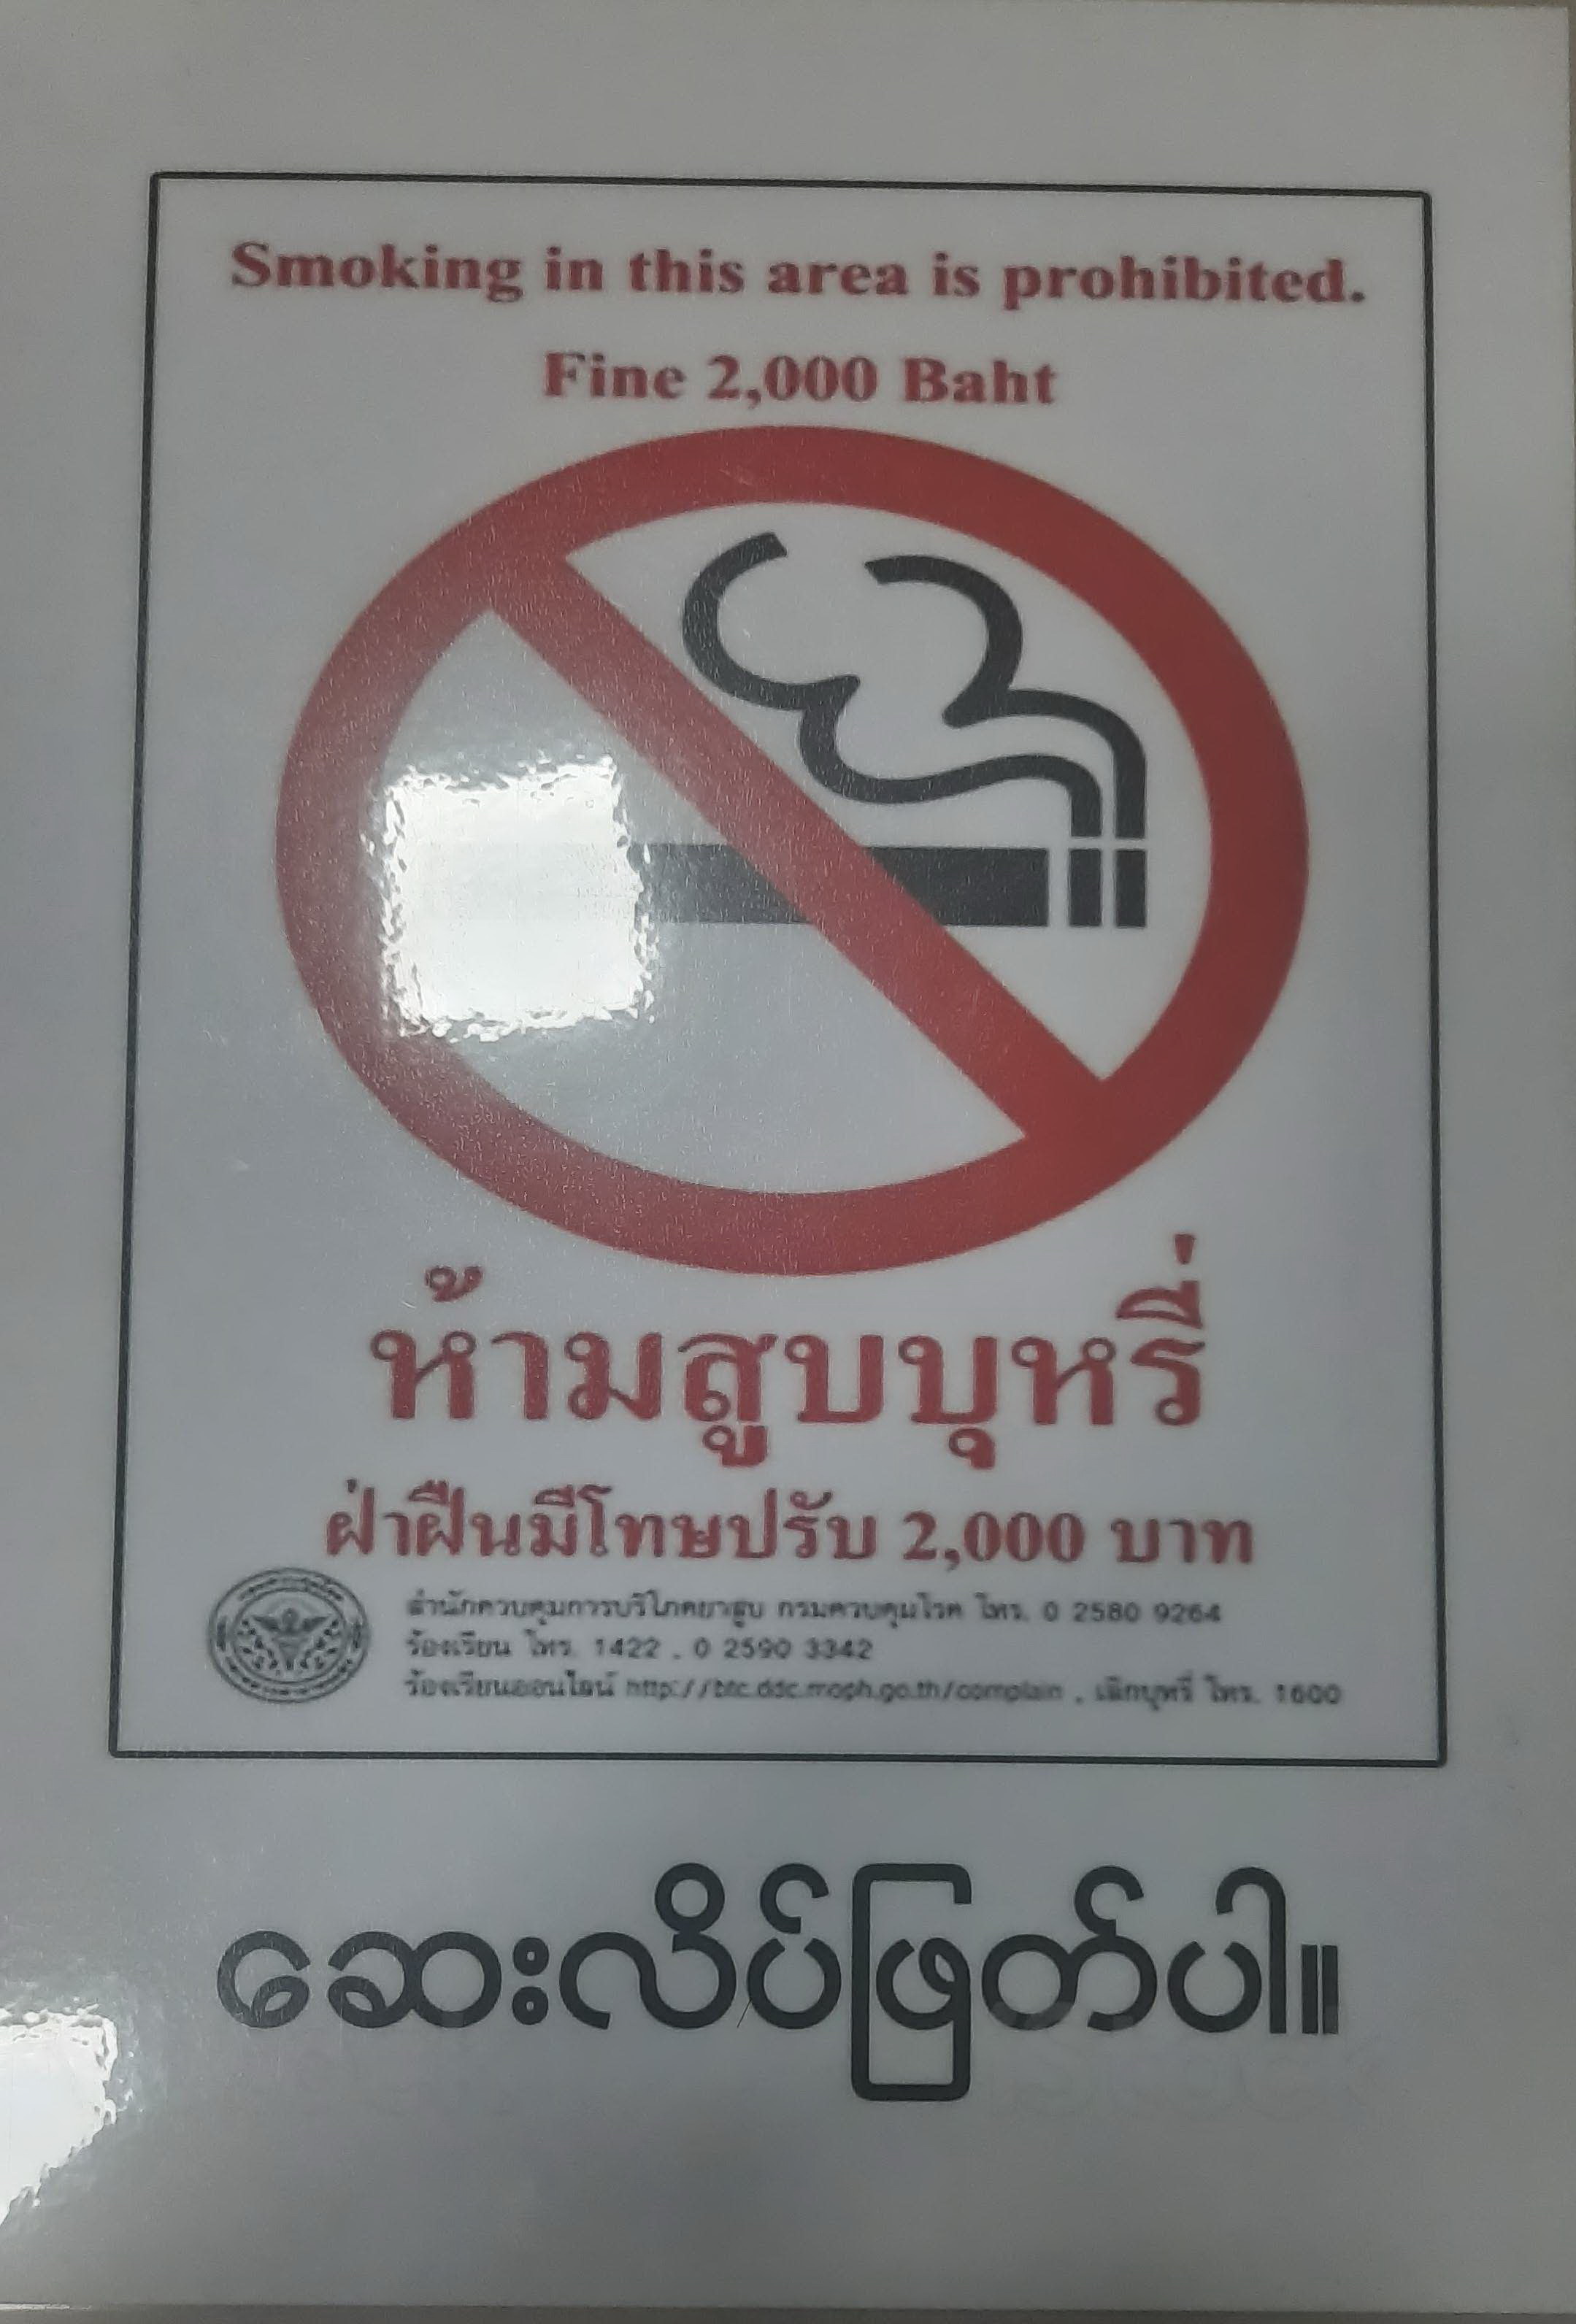 Smoking in this area is prohibited.
Fine 2,000 Baht
ห้ามสูบบุหรี่
ฝ่าฝืนมีโทษปรับ 2,000 บาท
สำนักควบคุมการบริโภคยาสูบ กรมควบคุมโรค โทร. 0 2580 9264
ร้องเรียน โทร. 1422 , 0 2590 3342
ร้องเรียนออนไลน์ http://btc.ddc.moph.go.th/complain , เลิกบุหรี่ โทร. 1600
ဆေးလိပ်ဖြတ်ပါ။